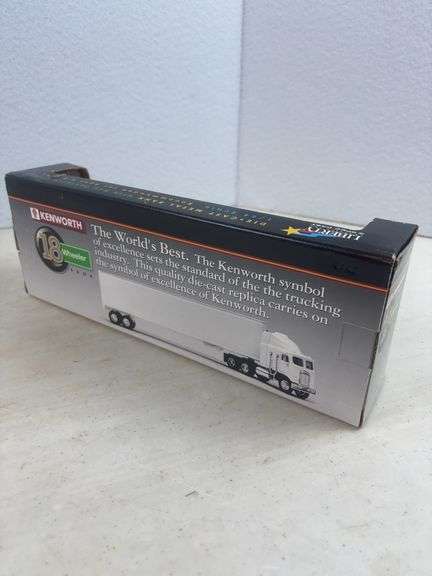 LIBERTY
KENWORTH
18
Wheeler
The World's Best. The Kenworth symbol
of excellence sets the standard of the the trucking
industry. This quality die-cast replica carries on
the symbol of excellence of Kenworth.